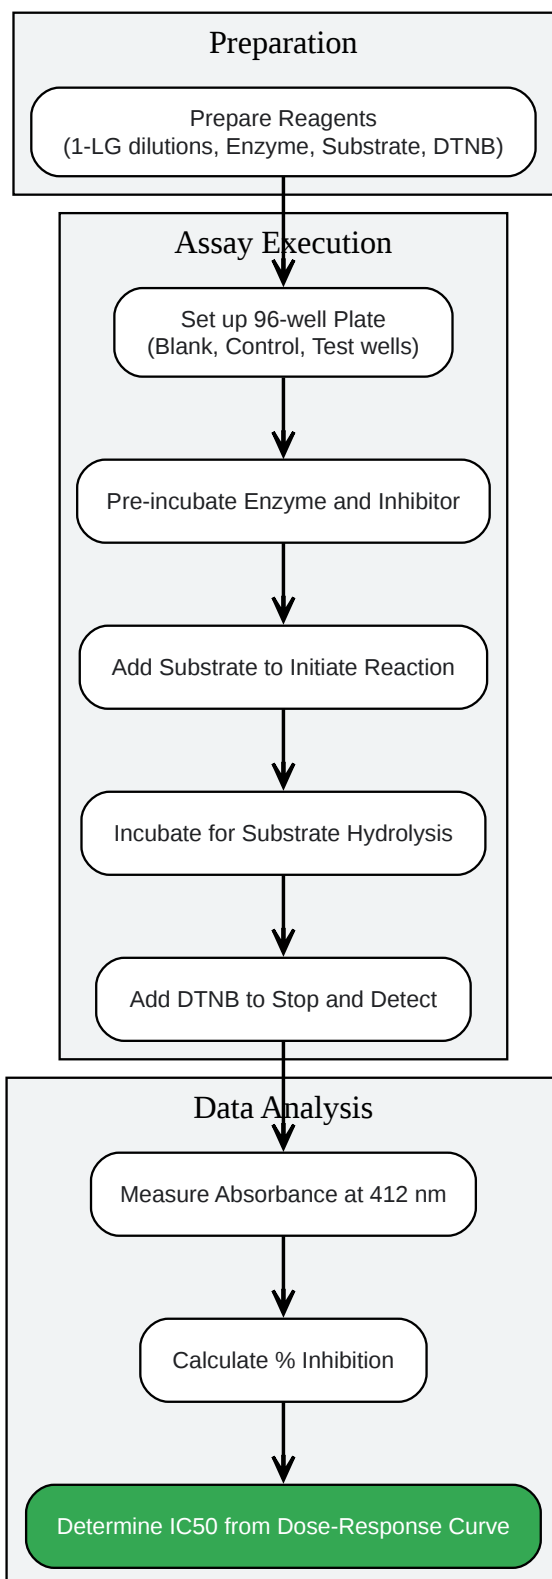 Preparation
Prepare Reagents
(1-LG dilutions, Enzyme, Substrate, DTNB)
Assay Execution
Set up 96-well Plate
(Blank, Control, Test wells)
Pre-incubate Enzyme and Inhibitor
Add Substrate to Initiate Reaction
Incubate for Substrate Hydrolysis
Add DTNB to Stop and Detect
Data Analysis
Measure Absorbance at 412 nm
Calculate % Inhibition
Determine IC50 from Dose-Response Curve